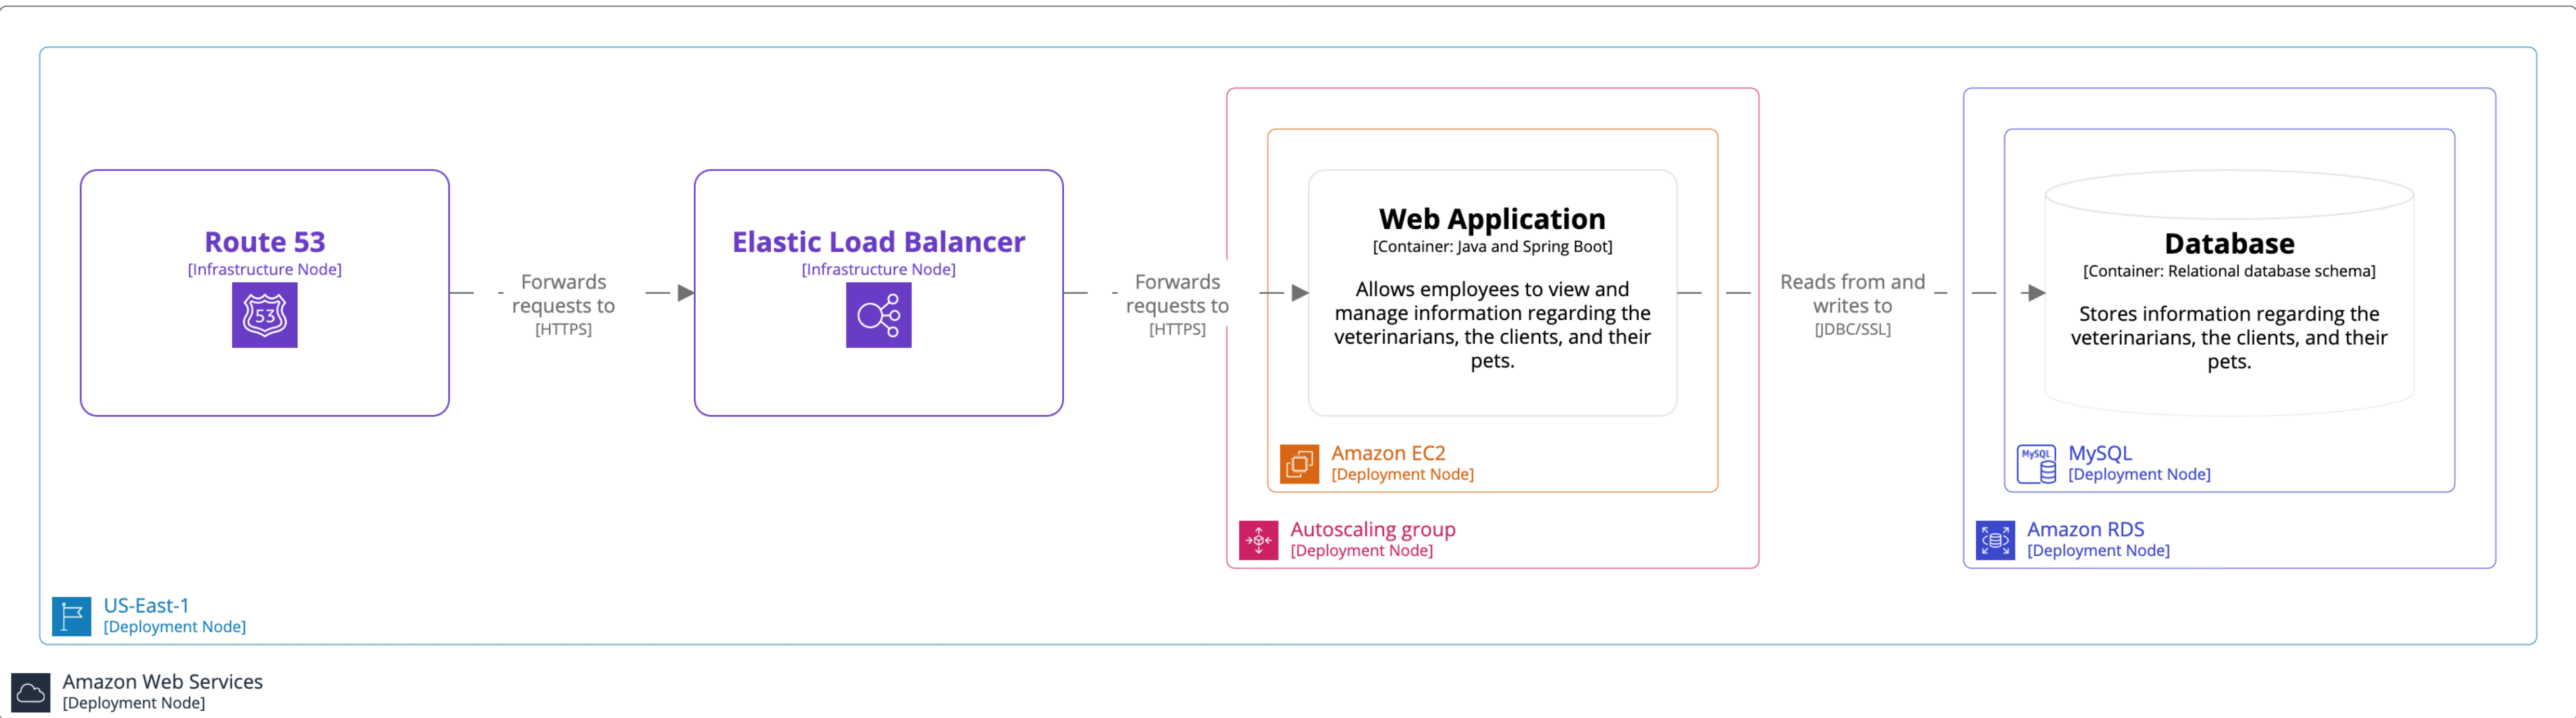 Route 53
[Infrastructure Node]
53
Forwards
requests to
[HTTPS]
Elastic Load Balancer
[Infrastructure Node]
Forwards
requests to
[HTTPS]
Web Application
[Container: Java and Spring Boot]
Allows employees to view and
manage information regarding the
veterinarians, the clients, and their
pets.
Amazon EC2
[Deployment Node]
Autoscaling group
[Deployment Node]
Reads from and
writes to
[JDBC/SSL]
Database
[Container: Relational database schema]
Stores information regarding the
veterinarians, the clients, and their
pets.
MySQL
MySQL
[Deployment Node]
Amazon RDS
[Deployment Node]
US-East-1
[Deployment Node]
Amazon Web Services
[Deployment Node]